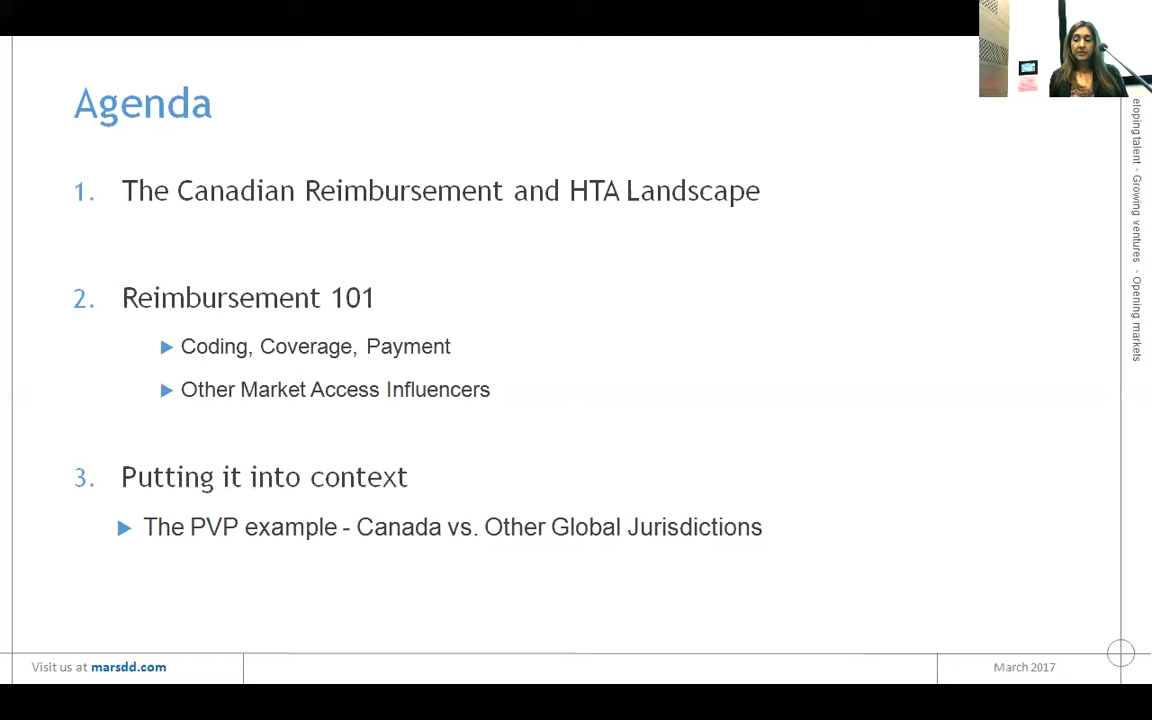 Agenda
1. The Canadian Reimbursement and HTA Landscape
2. Reimbursement 101
Coding, Coverage, Payment
Other Market Access Influencers
3. Putting it into context
The PVP example - Canada vs. Other Global Jurisdictions
talent - Growing ventures - Opening markets
Visit us at marsdd.com
March 2017